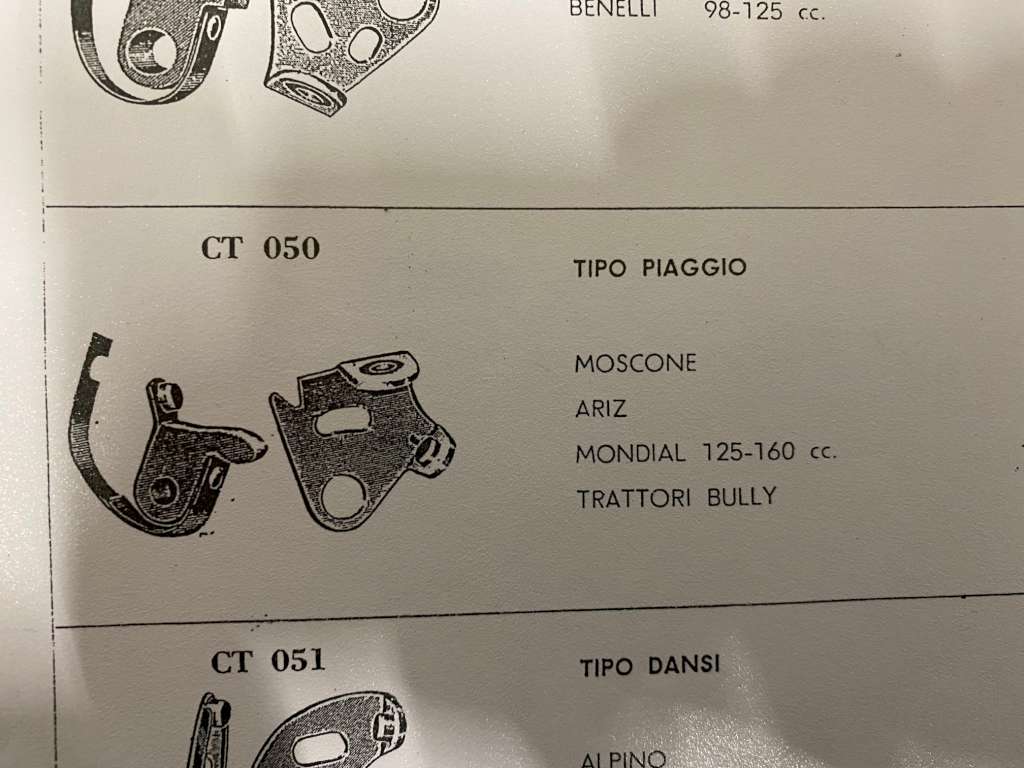 BENELLI 98-125 cc.
CT 050
TIPO PIAGGIO
MOSCONE
ARIZ
MONDIAL 125-160 cc.
TRATTORI BULLY
CT 051
TIPO DANSI
ALPINO